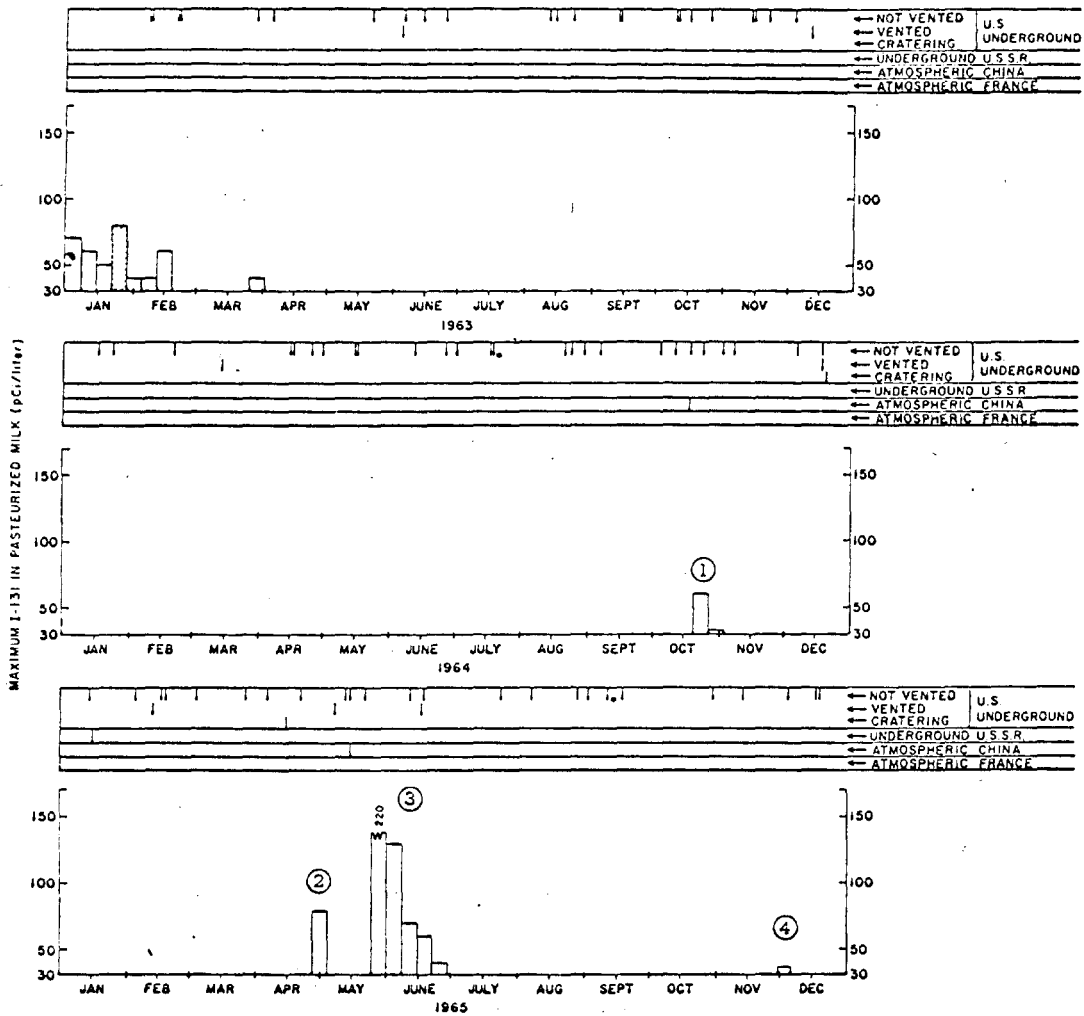 NOT VENTED
VENTED
CRATERING
U.S
UNDERGROUND
UNDERGROUND U.S.S.R.
ATMOSPHERIC CHINA
ATMOSPHERIC FRANCE
150 150
100 100
50 50
30 30
JAN FEB MAR APR MAY JUNE JULY AUG SEPT OCT NOV DEC
1963
MAXIMUM I-131 IN PASTEURIZED MILK (pCi/liter)
NOT VENTED
VENTED
CRATERING
U.S.
UNDERGROUND
UNDERGROUND U.S.S.R
ATMOSPHERIC CHINA
ATMOSPHERIC FRANCE
150 150
100 100
1
50 50
30 30
JAN FEB MAR APR MAY JUNE JULY AUG SEPT OCT NOV DEC
1964
NOT VENTED
VENTED
CRATERING
U.S.
UNDERGROUND
UNDERGROUND U.S.S.R.
ATMOSPHERIC CHINA
ATMOSPHERIC FRANCE
3
220
150 150
100 100
2
4
50 50
30 30
JAN FEB MAR APR MAY JUNE JULY AUG SEPT OCT NOV DEC
1965